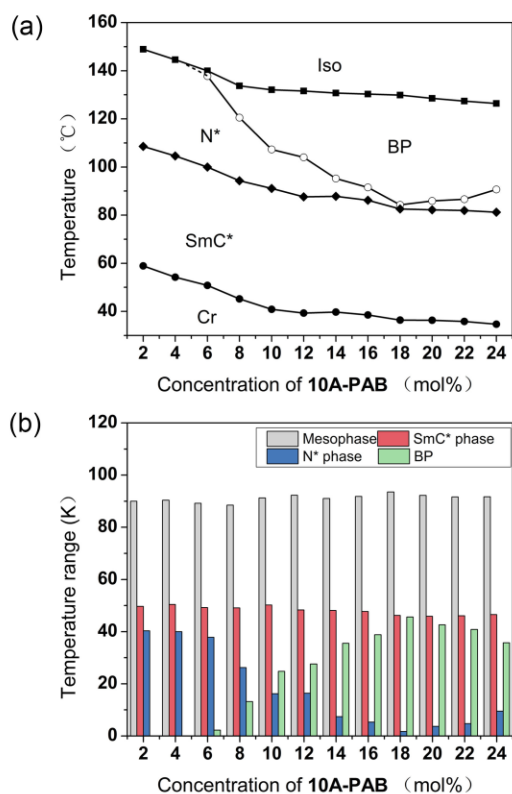 (a)
160
140
120
100
80
60
40
Temperature (℃)
Iso
N*
BP
SmC*
Cr
2 4 6 8 10 12 14 16 18 20 22 24
Concentration of 10A-PAB (mol%)
(b)
120
100
80
60
40
20
0
Temperature range (K)
Mesophase SmC* phase
N* phase BP
2 4 6 8 10 12 14 16 18 20 22 24
Concentration of 10A-PAB (mol%)